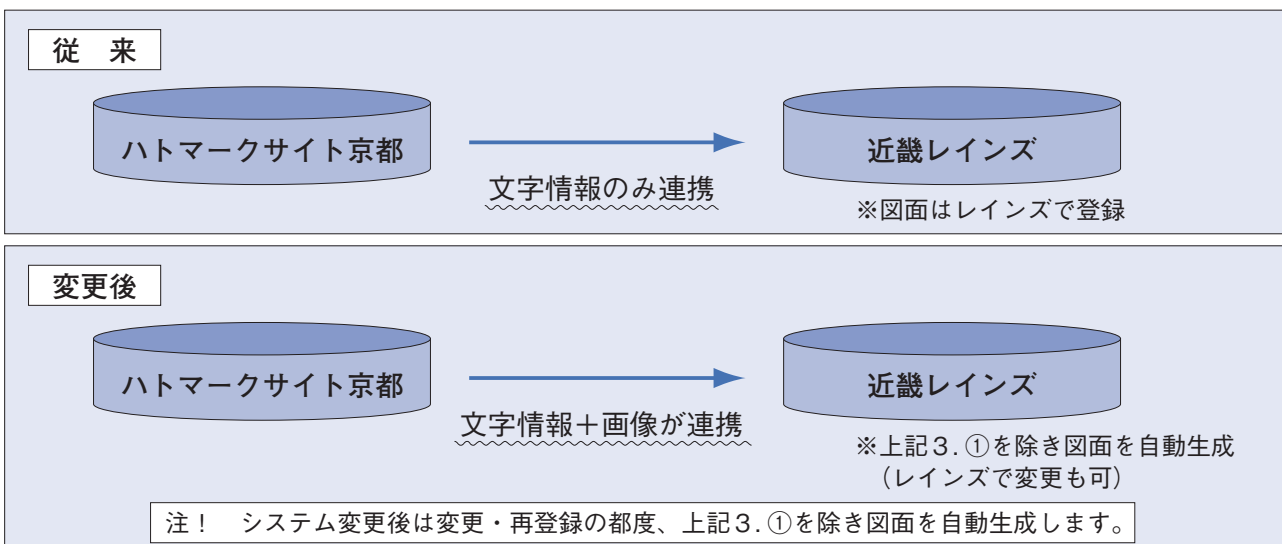 従　来
ハトマークサイト京都
文字情報のみ連携
近畿レインズ
※図面はレインズで登録
変更後
ハトマークサイト京都
文字情報＋画像が連携
近畿レインズ
※上記３.①を除き図面を自動生成
（レインズで変更も可）
注！　システム変更後は変更・再登録の都度、上記３.①を除き図面を自動生成します。